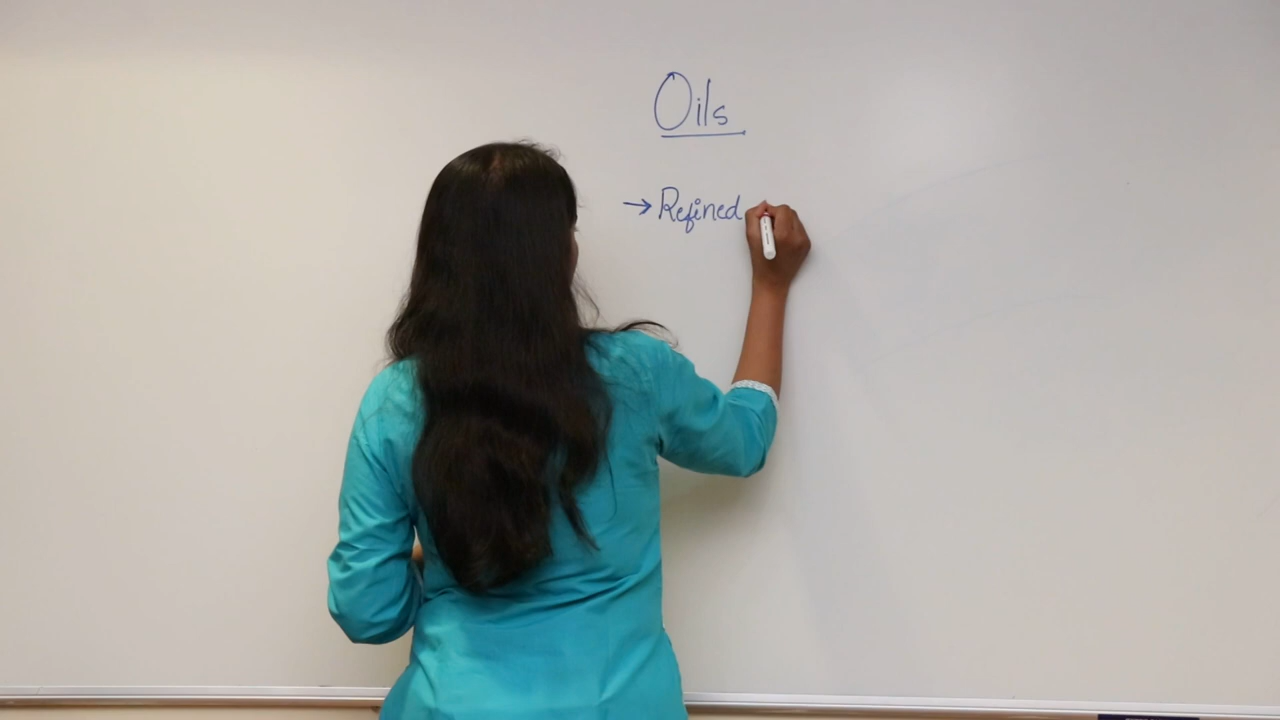 Oils
→ Refined